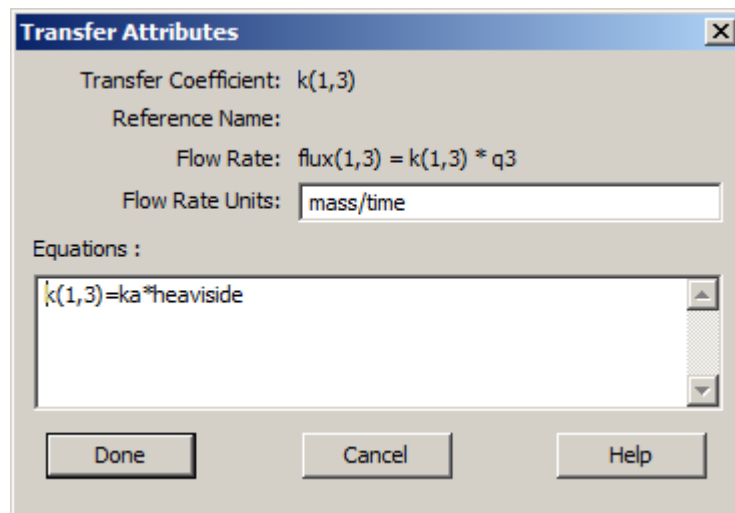 Transfer Attributes
Transfer Coefficient: k(1,3)
Reference Name:
Flow Rate: flux(1,3) = k(1,3) * q3
Flow Rate Units: mass/time
Equations :
k(1,3)=ka*heaviside
Done Cancel Help